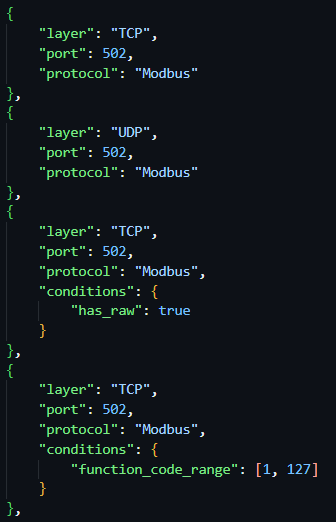 {
"layer": "TCP",
"port": 502,
"protocol": "Modbus"
},
{
"layer": "UDP",
"port": 502,
"protocol": "Modbus"
},
{
"layer": "TCP",
"port": 502,
"protocol": "Modbus",
"conditions": {
"has_raw": true
}
},
{
"layer": "TCP",
"port": 502,
"protocol": "Modbus",
"conditions": {
"function_code_range": [1, 127]
}
},